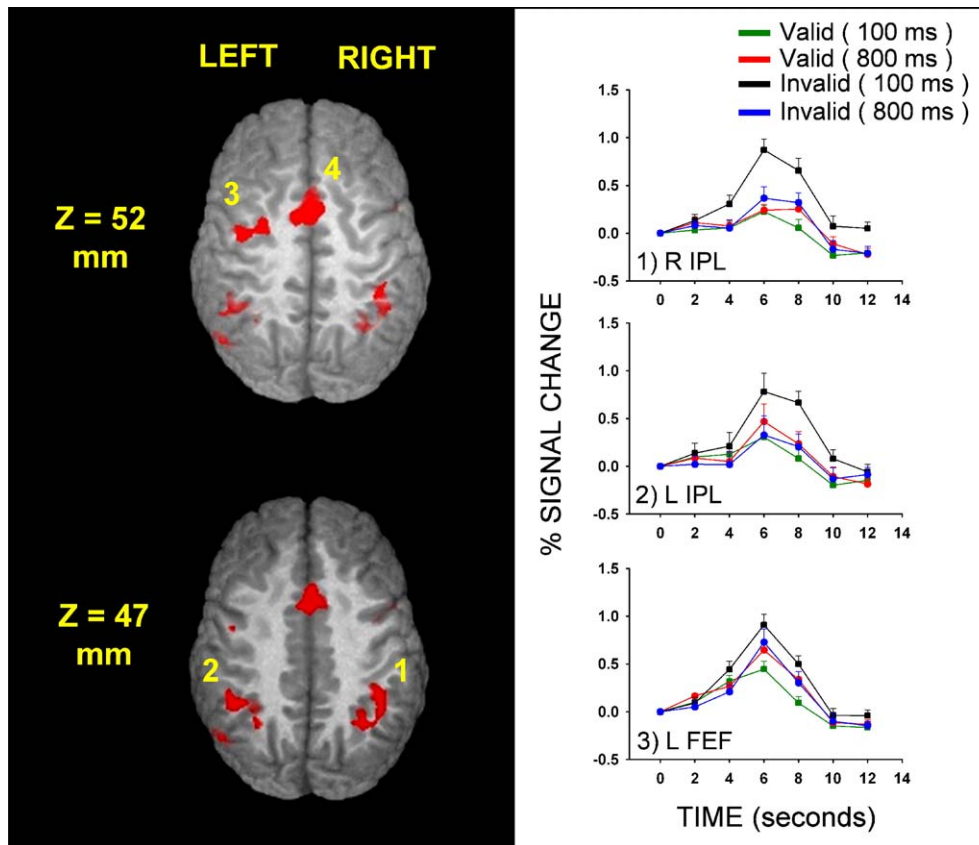 LEFT RIGHT
3
4
Z = 52
mm
Z = 47
mm
2
1
Valid ( 100 ms )
Valid ( 800 ms )
Invalid ( 100 ms )
Invalid ( 800 ms )
% SIGNAL CHANGE
1.5
1.0
0.5
0.0
-0.5
1) R IPL
0 2 4 6 8 10 12 14
1.5
1.0
0.5
0.0
-0.5
2) L IPL
0 2 4 6 8 10 12 14
1.5
1.0
0.5
0.0
-0.5
3) L FEF
0 2 4 6 8 10 12 14
TIME (seconds)